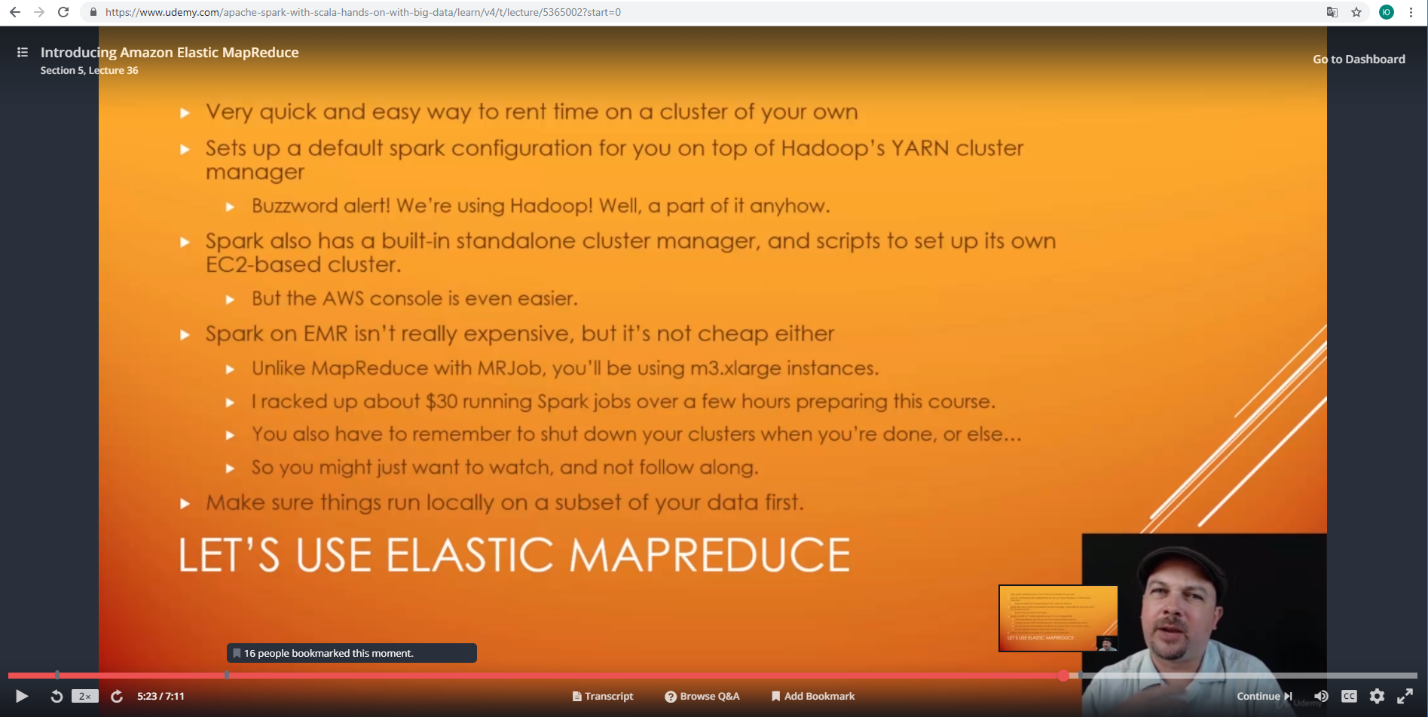 https://www.udemy.com/apache-spark-with-scala-hands-on-with-big-data/learn/v4/t/lecture/5365002?start=0
Ю
Introducing Amazon Elastic MapReduce
Section 5, Lecture 36
Go to Dashboard
Very quick and easy way to rent time on a cluster of your own
Sets up a default spark configuration for you on top of Hadoop's YARN cluster
manager
Buzzword alert! We're using Hadoop! Well, a part of it anyhow.
Spark also has a built-in standalone cluster manager, and scripts to set up its own
EC2-based cluster.
But the AWS console is even easier.
Spark on EMR isn't really expensive, but it's not cheap either
Unlike MapReduce with MRJob, you'll be using m3.xlarge instances.
I racked up about $30 running Spark jobs over a few hours preparing this course.
You also have to remember to shut down your clusters when you're done, or else…
So you might just want to watch, and not follow along.
Make sure things run locally on a subset of your data first.
LET'S USE ELASTIC MAPREDUCE
LET'S USE ELASTIC MAPREDUCE
16 people bookmarked this moment.
2×
5:23 / 7:11
Transcript
Browse Q&A
Add Bookmark
Continue
CC
Udemy